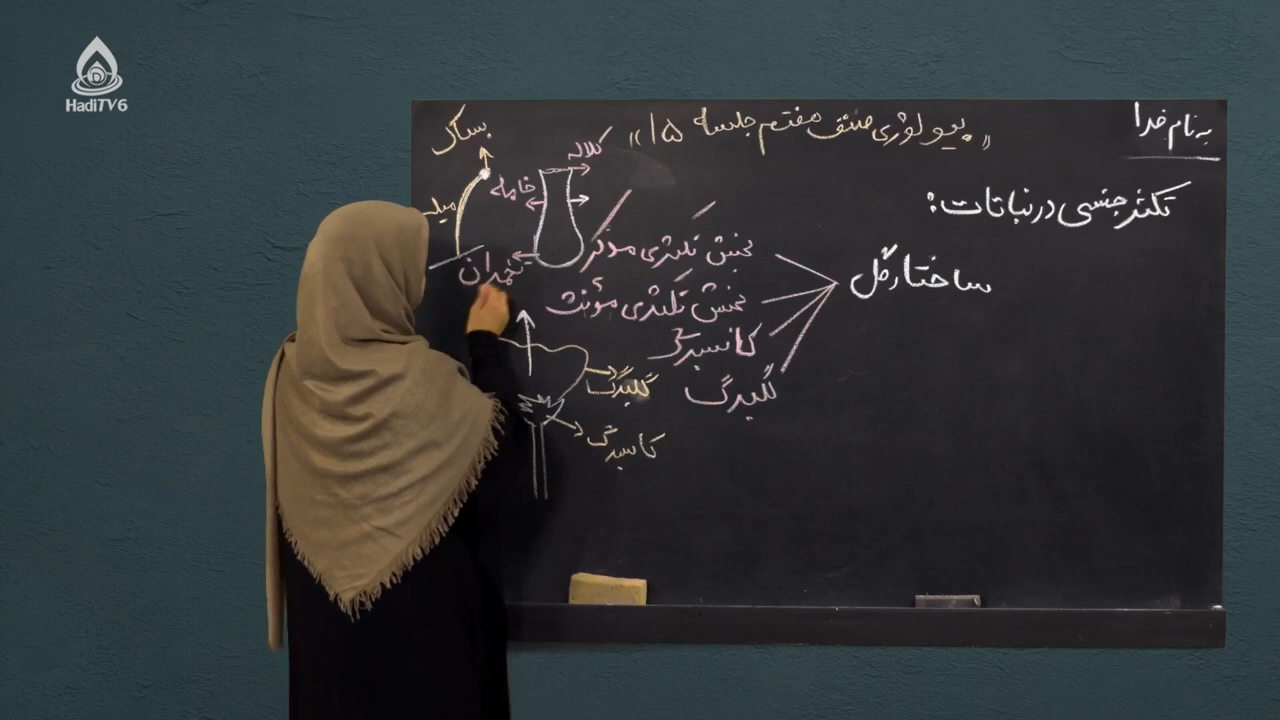 HadiTV6
به نام خدا
«بیولوژی صنف هفتم جلسه ۱۵»
تکثر جنسی در نباتات:
ساختار گل
بخش تکثری مذکر
بخش تکثری مؤنث
کاسبرگ
گلبرگ
بساک
میله
کلاله
خامه
تخمدان
گلبرگ
کاسبرگ